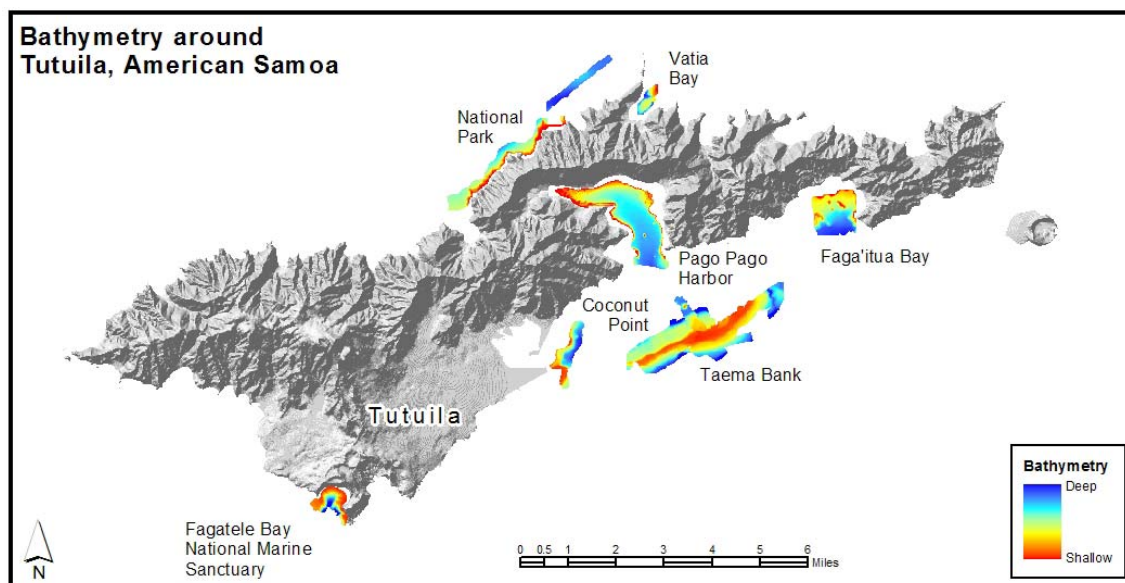 Bathymetry around
Tutuila, American Samoa
Vatia
Bay
National
Park
Pago Pago
Harbor
Faga'itua Bay
Coconut
Point
Taema Bank
Tutuila
Fagatele Bay
National Marine
Sanctuary
N
0 0.5 1 2 3 4 5 6
Miles
Bathymetry
Deep
Shallow